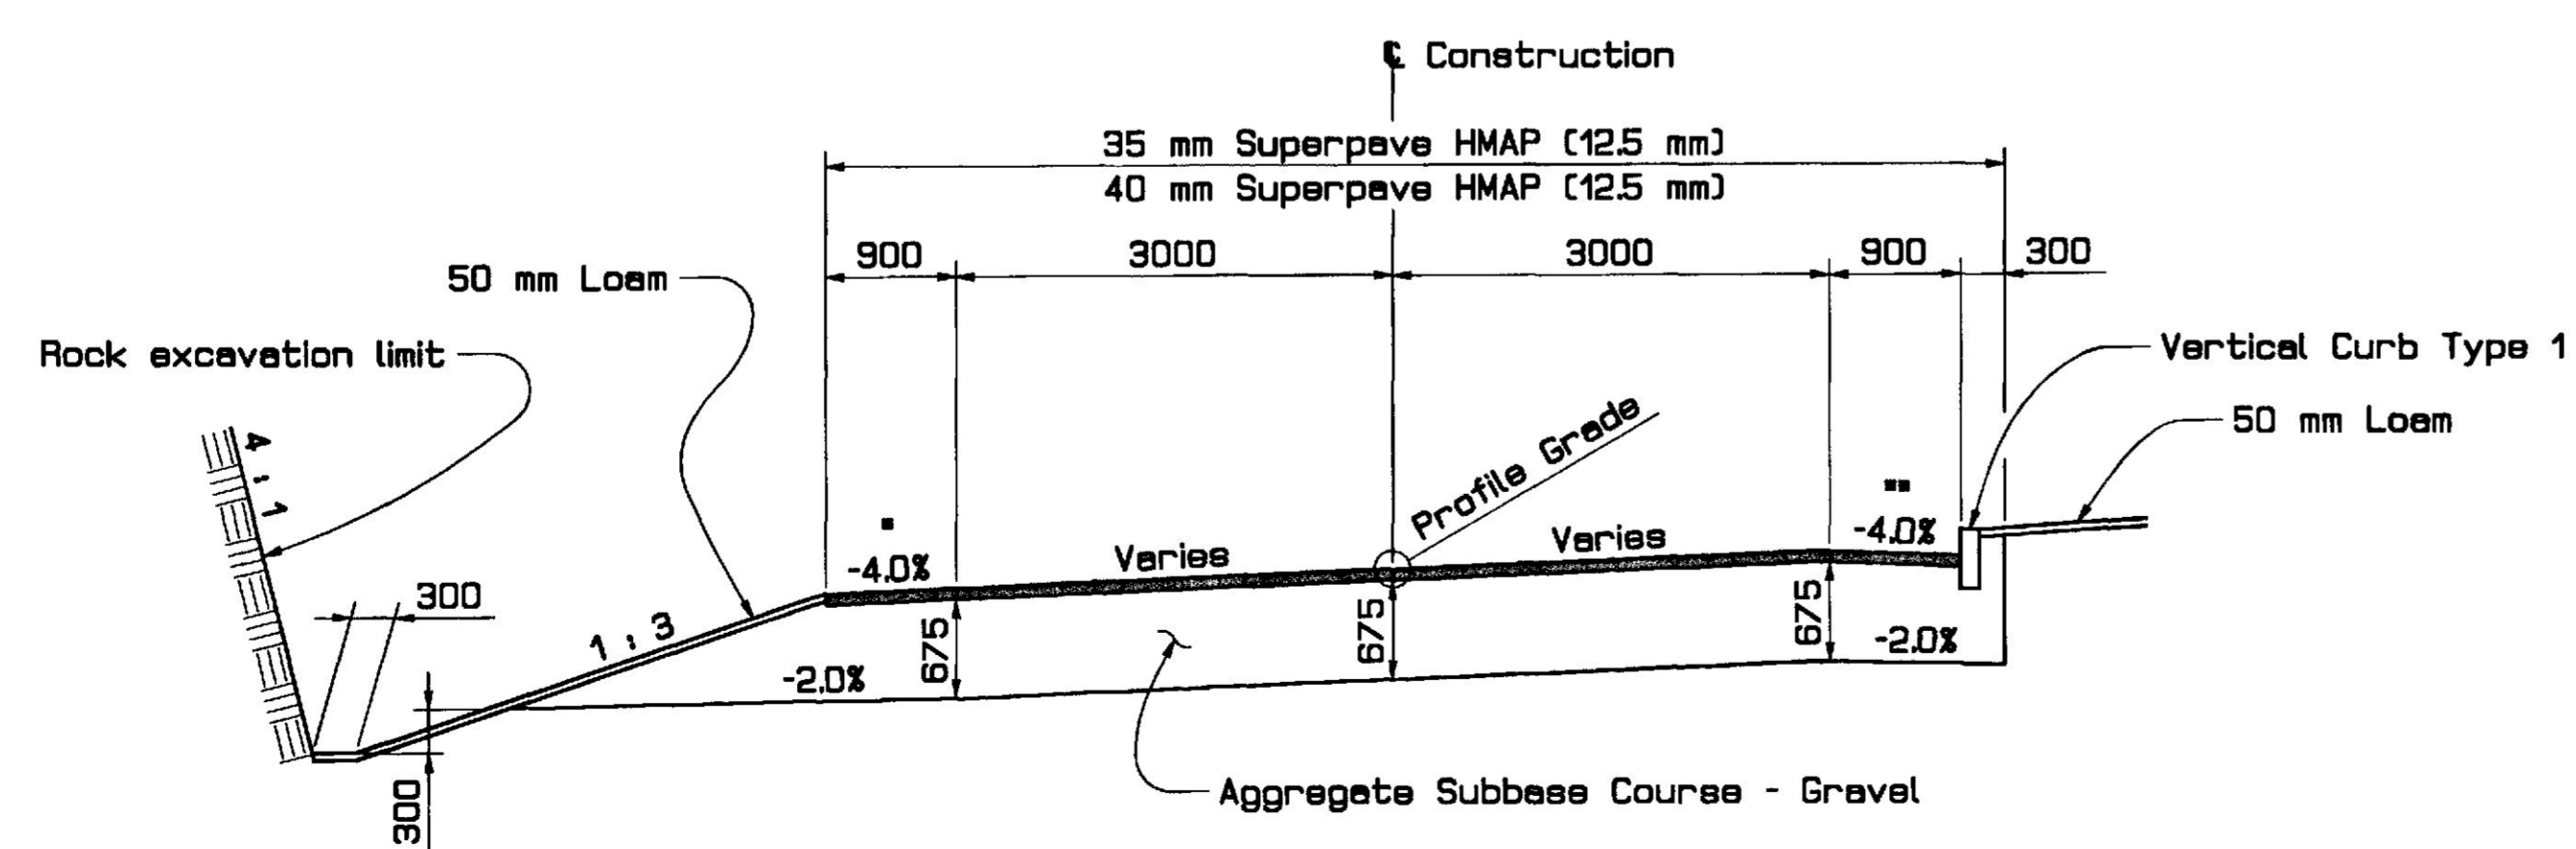 ℄ Construction
35 mm Superpave HMAP (12.5 mm)
40 mm Superpave HMAP (12.5 mm)
900 3000 3000 900 300
50 mm Loam
Rock excavation limit
Vertical Curb Type 1
50 mm Loam
4 : 1
Profile Grade
**
*
-4.0%
Varies
Varies
-4.0%
300
1 : 3
675
675
675
-2.0%
-2.0%
300
Aggregate Subbase Course - Gravel